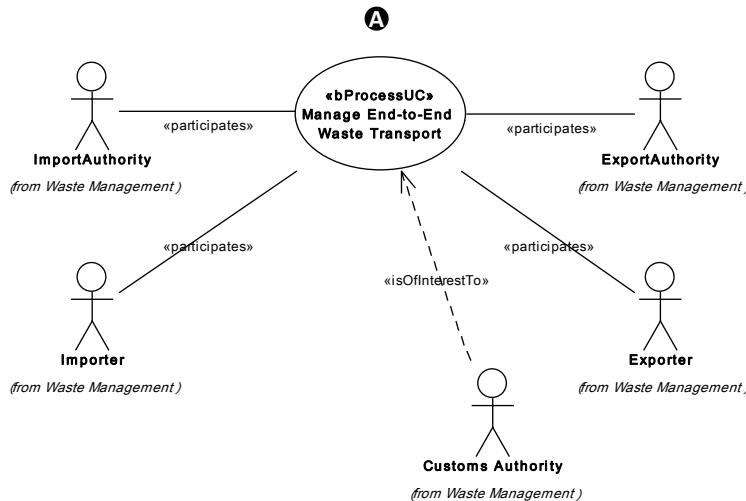 A
«bProcessUC»
Manage End-to-End
Waste Transport
«participates»
«participates»
ImportAuthority
(from Waste Management)
ExportAuthority
(from Waste Management)
«participates»
«participates»
«isOfInterestTo»
Importer
(from Waste Management)
Exporter
(from Waste Management)
Customs Authority
(from Waste Management)